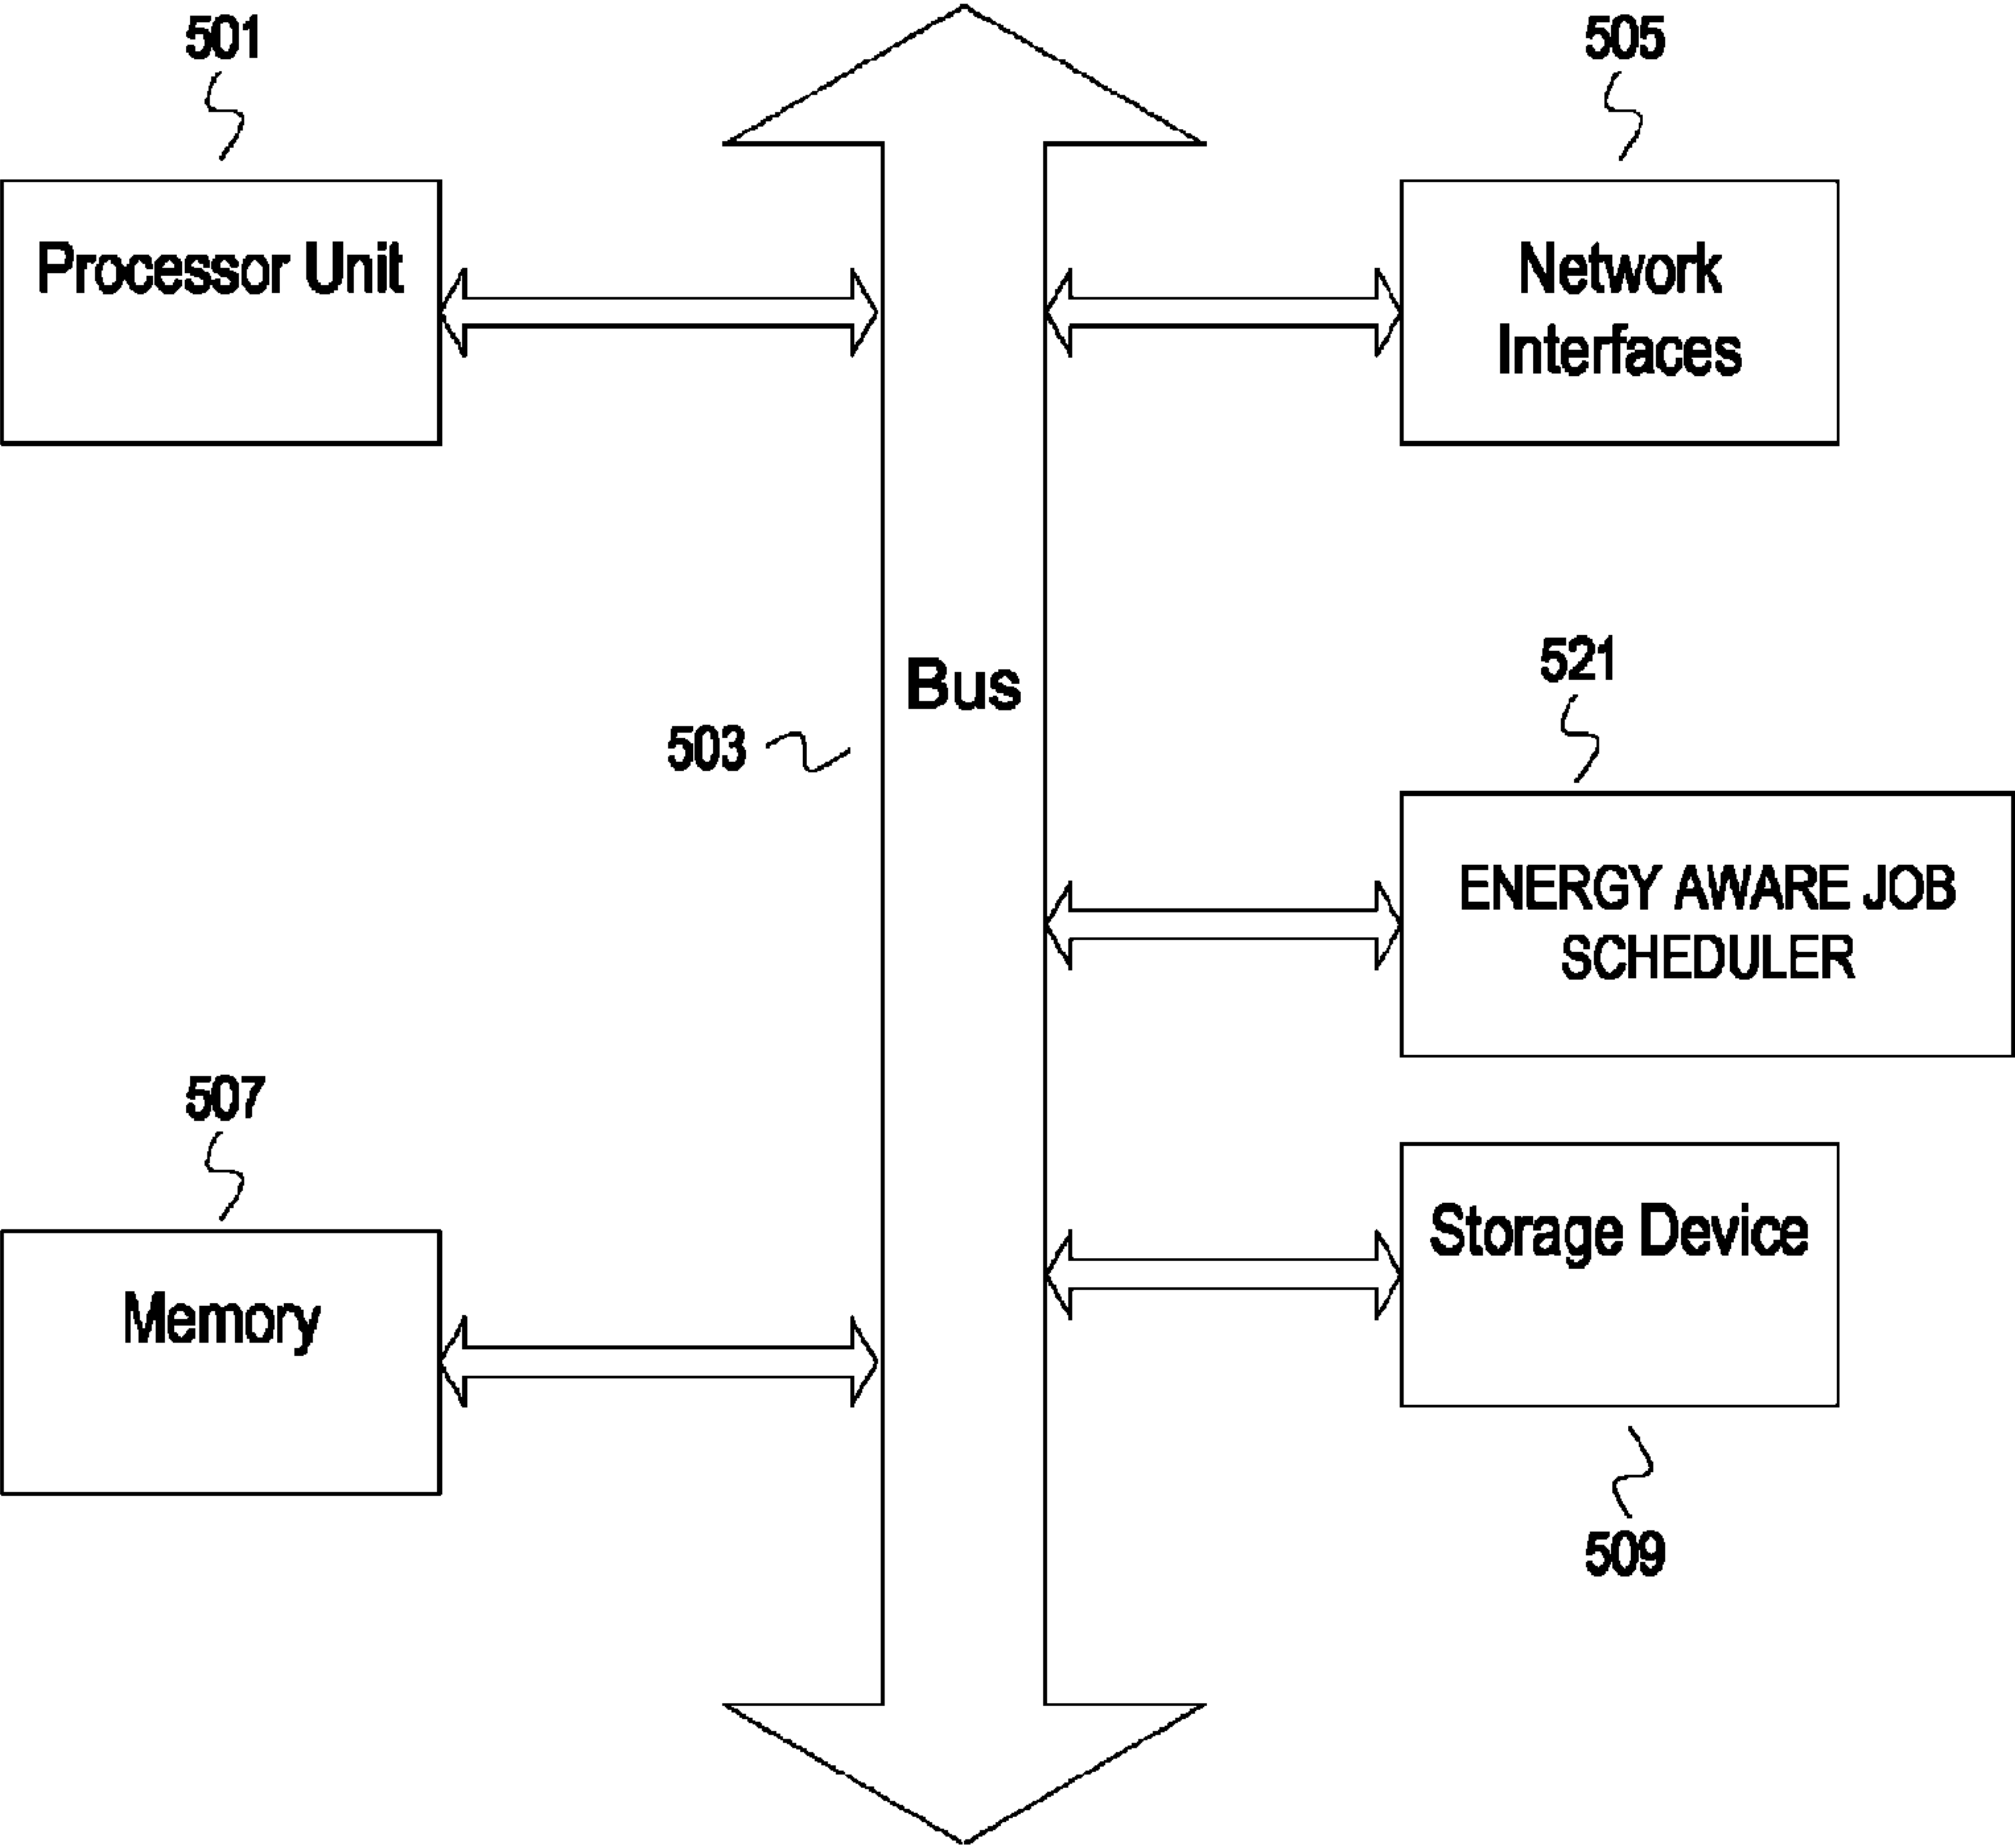 501
505
Processor Unit
Network
Interfaces
Bus
503
521
ENERGY AWARE JOB
SCHEDULER
507
Memory
Storage Device
509